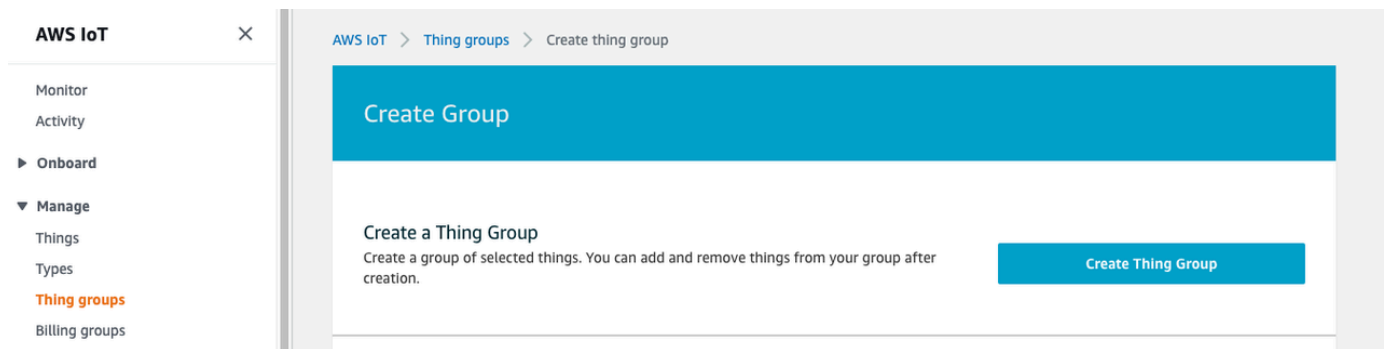 AWS IoT
Monitor
Activity
Onboard
Manage
Things
Types
Thing groups
Billing groups
AWS IoT > Thing groups > Create thing group
Create Group
Create a Thing Group
Create a group of selected things. You can add and remove things from your group after
creation.
Create Thing Group